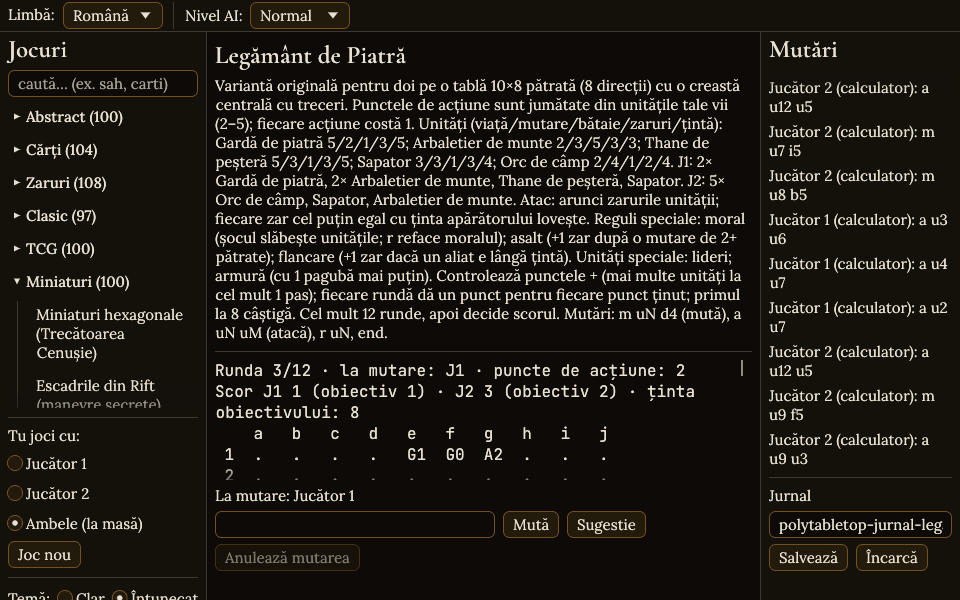 Limbă: Română ▼ Nivel AI: Normal ▼
Jocuri
caută... (ex. sah, carti)
▸ Abstract (100)
▸ Cărți (104)
▸ Zaruri (108)
▸ Clasic (97)
▸ TCG (100)
▾ Miniaturi (100)
Miniaturi hexagonale
(Trecătoarea
Cenușie)
Escadrile din Rift
(manevre secrete)
Tu joci cu:
Jucător 1
Jucător 2
Ambele (la masă)
Joc nou
Temă: Clar Întunecat
Legământ de Piatră
Variantă originală pentru doi pe o tablă 10×8 pătrată (8 direcții) cu o creastă
centrală cu treceri. Punctele de acțiune sunt jumătate din unitățile tale vii
(2–5); fiecare acțiune costă 1. Unități (viață/mutare/bătaie/zaruri/țintă):
Gardă de piatră 5/2/1/3/5; Arbaletier de munte 2/3/5/3/3; Thane de
peșteră 5/3/1/3/5; Sapator 3/3/1/3/4; Orc de câmp 2/4/1/2/4. J1: 2×
Gardă de piatră, 2× Arbaletier de munte, Thane de peșteră, Sapator. J2: 5×
Orc de câmp, Sapator, Arbaletier de munte. Atac: arunci zarurile unității;
fiecare zar cel puțin egal cu ținta apărătorului lovește. Reguli speciale: moral
(șocul slăbește unitățile; r reface moralul); asalt (+1 zar după o mutare de 2+
pătrate); flancare (+1 zar dacă un aliat e lângă țintă). Unități speciale: lideri;
armură (cu 1 pagubă mai puțin). Controlează punctele + (mai multe unități la
cel mult 1 pas); fiecare rundă dă un punct pentru fiecare punct ținut; primul
la 8 câștigă. Cel mult 12 runde, apoi decide scorul. Mutări: m uN d4 (mută), a
uN uM (atacă), r uN, end.
Runda 3/12 · la mutare: J1 · puncte de acțiune: 2
Scor J1 1 (obiectiv 1) · J2 3 (obiectiv 2) · ținta
obiectivului: 8
a b c d e f g h i j
1 . . . . G1 G0 A2 . . .
2 . . . . . . . . . .
La mutare: Jucător 1
Mută Sugestie
Anulează mutarea
Mutări
Jucător 2 (calculator): a
u12 u5
Jucător 2 (calculator): m
u7 i5
Jucător 2 (calculator): m
u8 b5
Jucător 1 (calculator): a u3
u6
Jucător 1 (calculator): a u4
u7
Jucător 1 (calculator): a u2
u7
Jucător 2 (calculator): a
u12 u5
Jucător 2 (calculator): m
u9 f5
Jucător 2 (calculator): a
u9 u3
Jurnal
polytabletop-jurnal-leg
Salvează Încarcă